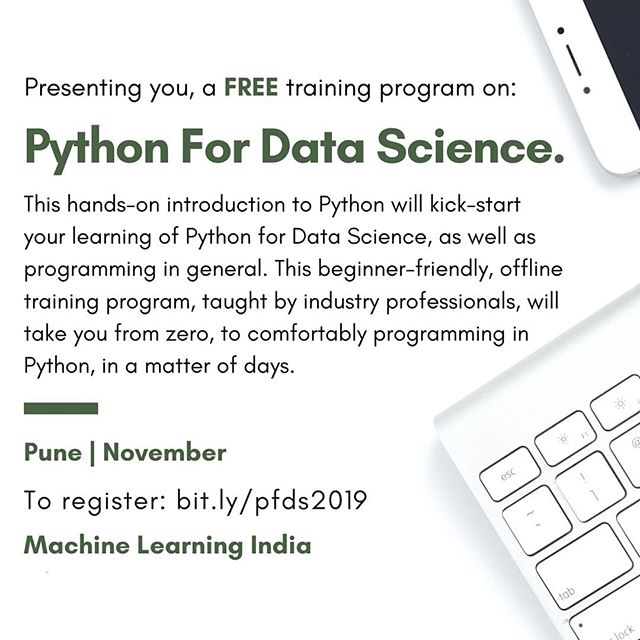 Presenting you, a FREE training program on:
Python For Data Science.
This hands-on introduction to Python will kick-start
your learning of Python for Data Science, as well as
programming in general. This beginner-friendly, offline
training program, taught by industry professionals, will
take you from zero, to comfortably programming in
Python, in a matter of days.
Pune | November
To register: bit.ly/pfds2019
Machine Learning India
esc
F1
tab